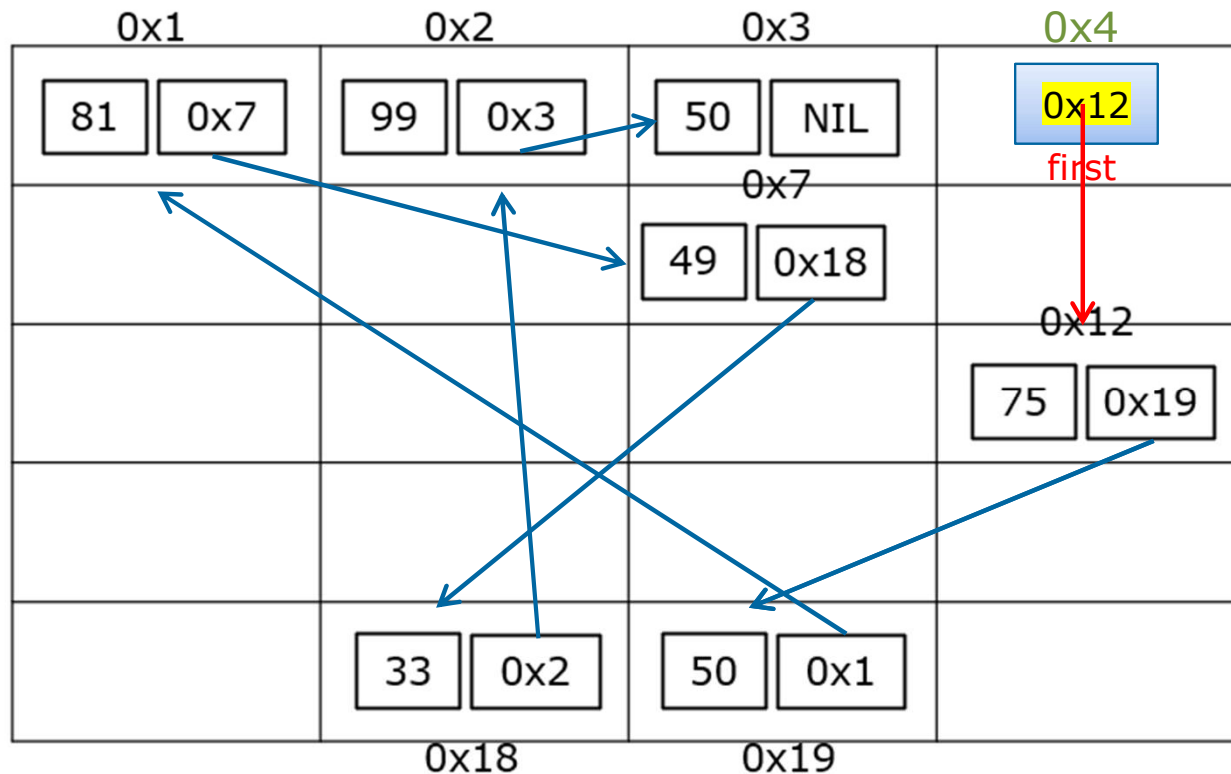 0x1 0x2 0x3 0x4
81 0x7 99 0x3 50 NIL 0x12
first
0x7
49 0x18
0x12
75 0x19
33 0x2 50 0x1
0x18 0x19